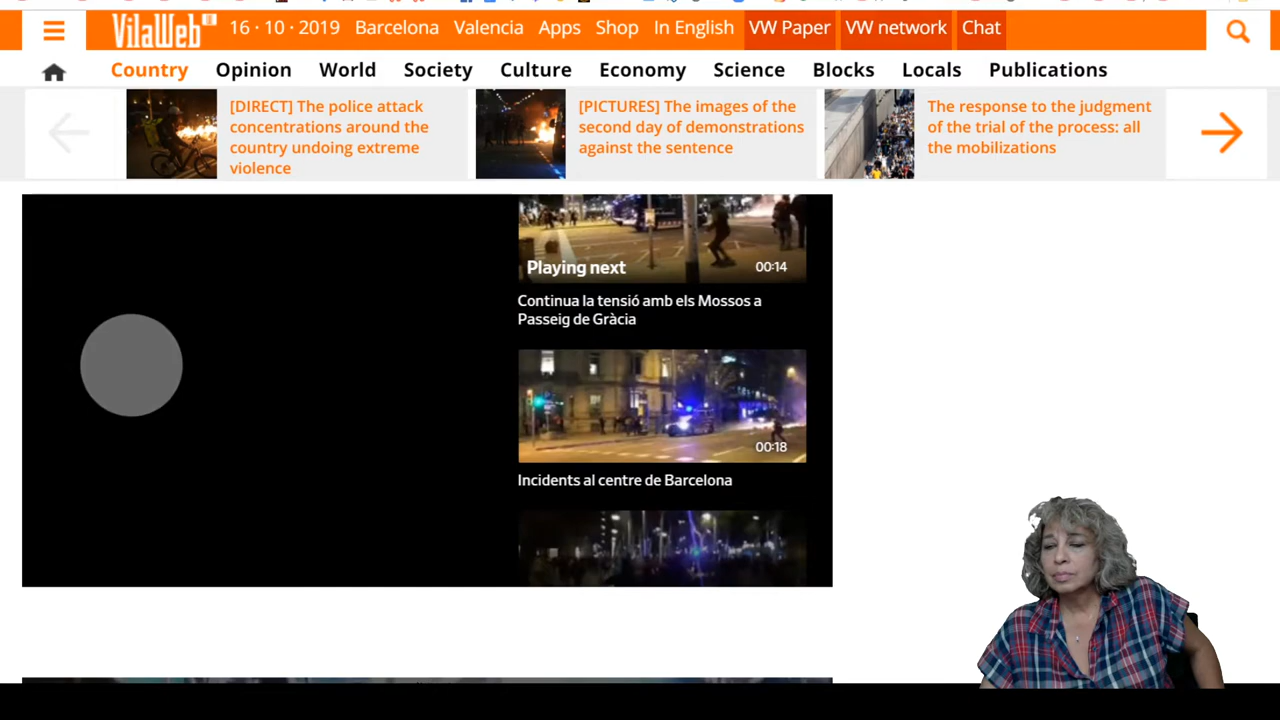 VilaWeb
16 · 10 · 2019 Barcelona Valencia Apps Shop In English VW Paper VW network Chat
Country Opinion World Society Culture Economy Science Blocks Locals Publications
[DIRECT] The police attack
concentrations around the
country undoing extreme
violence
[PICTURES] The images of the
second day of demonstrations
against the sentence
The response to the judgment
of the trial of the process: all
the mobilizations
Playing next 00:14
Continua la tensió amb els Mossos a
Passeig de Gràcia
00:18
Incidents al centre de Barcelona